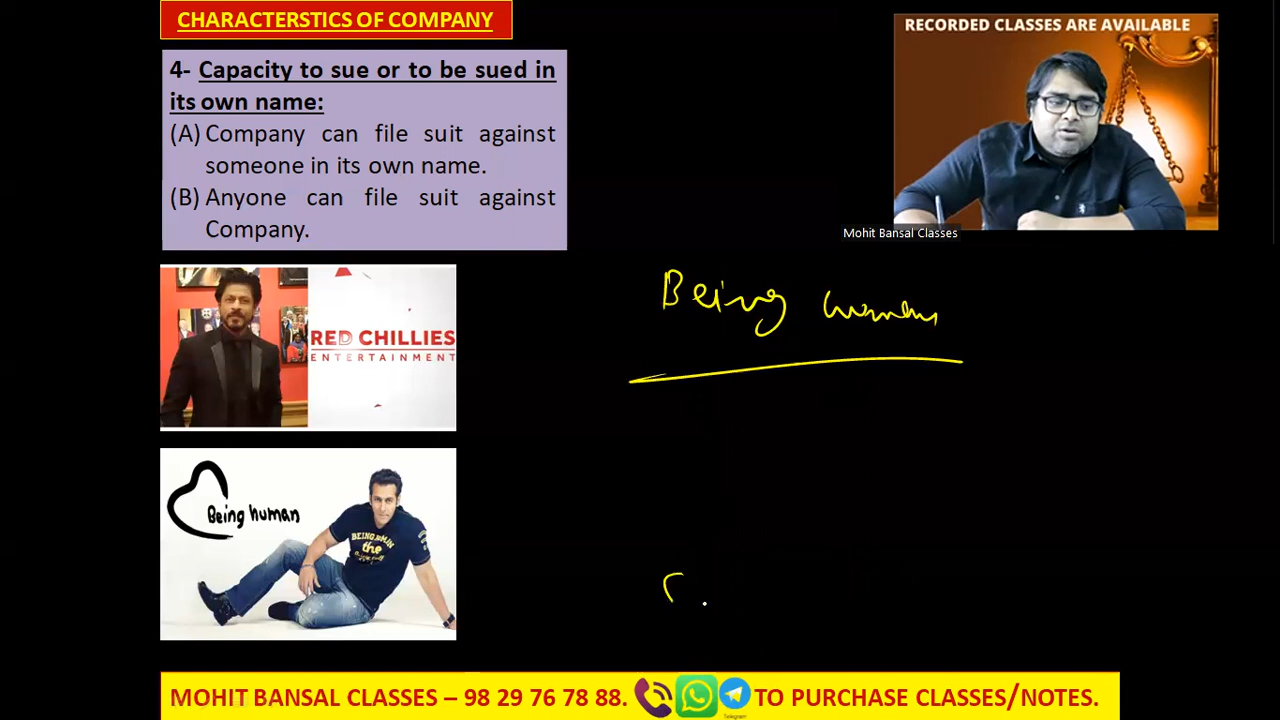 CHARACTERSTICS OF COMPANY
4- Capacity to sue or to be sued in
its own name:
(A) Company can file suit against
someone in its own name.
(B) Anyone can file suit against
Company.
RECORDED CLASSES ARE AVAILABLE
Mohit Bansal Classes
RED CHILLIES
ENTERTAINMENT
Being human
Being human
the
MOHIT BANSAL CLASSES – 98 29 76 78 88.
Telegram
TO PURCHASE CLASSES/NOTES.